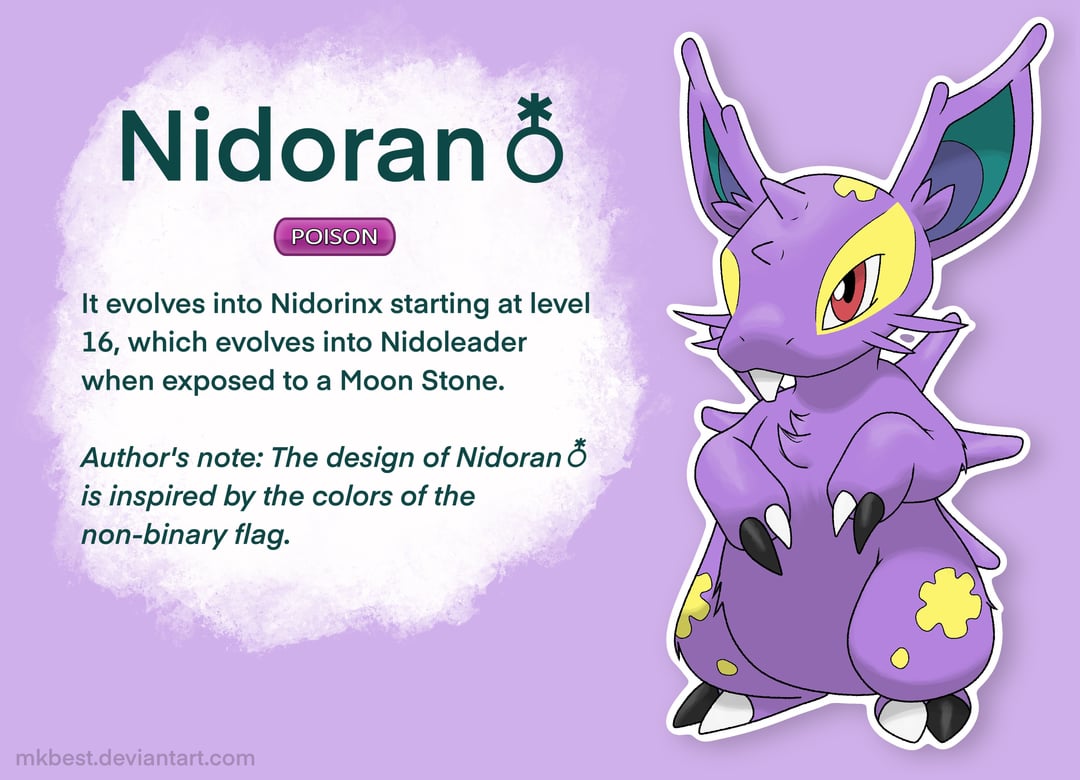 Nidoran⚨
POISON
It evolves into Nidorinx starting at level
16, which evolves into Nidoleader
when exposed to a Moon Stone.
Author's note: The design of Nidoran⚨
is inspired by the colors of the
non-binary flag.
mkbest.deviantart.com